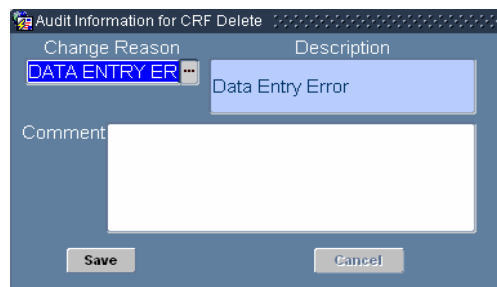 Audit Information for CRF Delete
Change Reason Description
DATA ENTRY ER ... Data Entry Error
Comment
Save Cancel